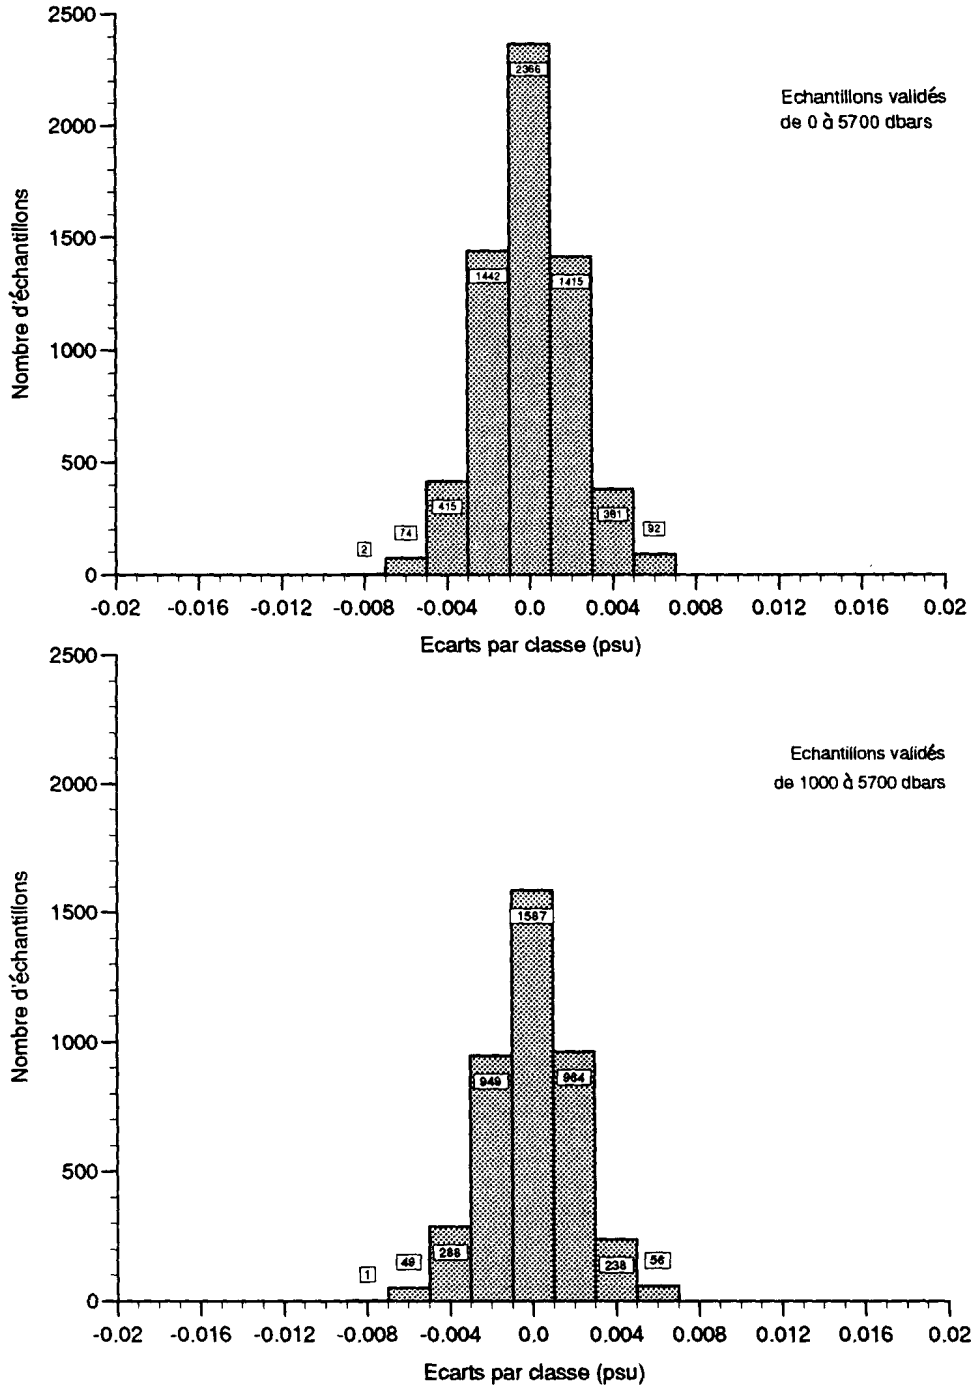 2500
2000
1500
1000
500
0
Nombre d'échantillons
Echantillons validés
de 0 à 5700 dbars
2366
1442
1415
415
381
74
92
2
-0.02 -0.016 -0.012 -0.008 -0.004 0.0 0.004 0.008 0.012 0.016 0.02
Ecarts par classe (psu)
2500
2000
1500
1000
500
0
Nombre d'échantillons
Echantillons validés
de 1000 à 5700 dbars
1587
949
964
288
238
49
56
1
-0.02 -0.016 -0.012 -0.008 -0.004 0.0 0.004 0.008 0.012 0.016 0.02
Ecarts par classe (psu)